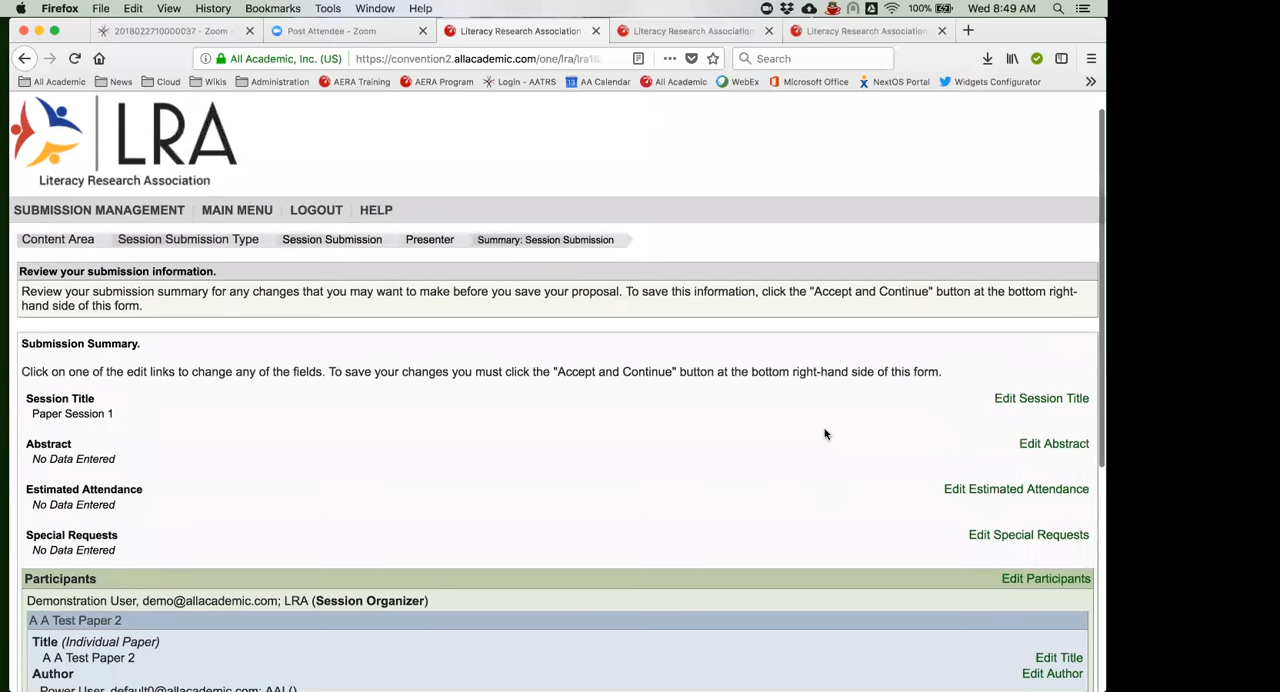 Firefox File Edit View History Bookmarks Tools Window Help 100% Wed 8:49 AM
2018022710000037 - Zoom Post Attendee - Zoom Literacy Research Association Literacy Research Association Literacy Research Association
All Academic, Inc. (US) https://convention2.allacademic.com/one/lra/lra18 Search
All Academic News Cloud Wikis Administration AERA Training AERA Program Login - AATRS 13 AA Calendar All Academic WebEx Microsoft Office NextOS Portal Widgets Configurator
LRA
Literacy Research Association
SUBMISSION MANAGEMENT MAIN MENU LOGOUT HELP
Content Area Session Submission Type Session Submission Presenter Summary: Session Submission
Review your submission information.
Review your submission summary for any changes that you may want to make before you save your proposal. To save this information, click the "Accept and Continue" button at the bottom right-
hand side of this form.
Submission Summary.
Click on one of the edit links to change any of the fields. To save your changes you must click the "Accept and Continue" button at the bottom right-hand side of this form.
Session Title Edit Session Title
Paper Session 1
Abstract Edit Abstract
No Data Entered
Estimated Attendance Edit Estimated Attendance
No Data Entered
Special Requests Edit Special Requests
No Data Entered
Participants Edit Participants
Demonstration User, demo@allacademic.com; LRA (Session Organizer)
A A Test Paper 2
Title (Individual Paper)
A A Test Paper 2 Edit Title
Author Edit Author
Power User, default0@allacademic.com; AAI ()